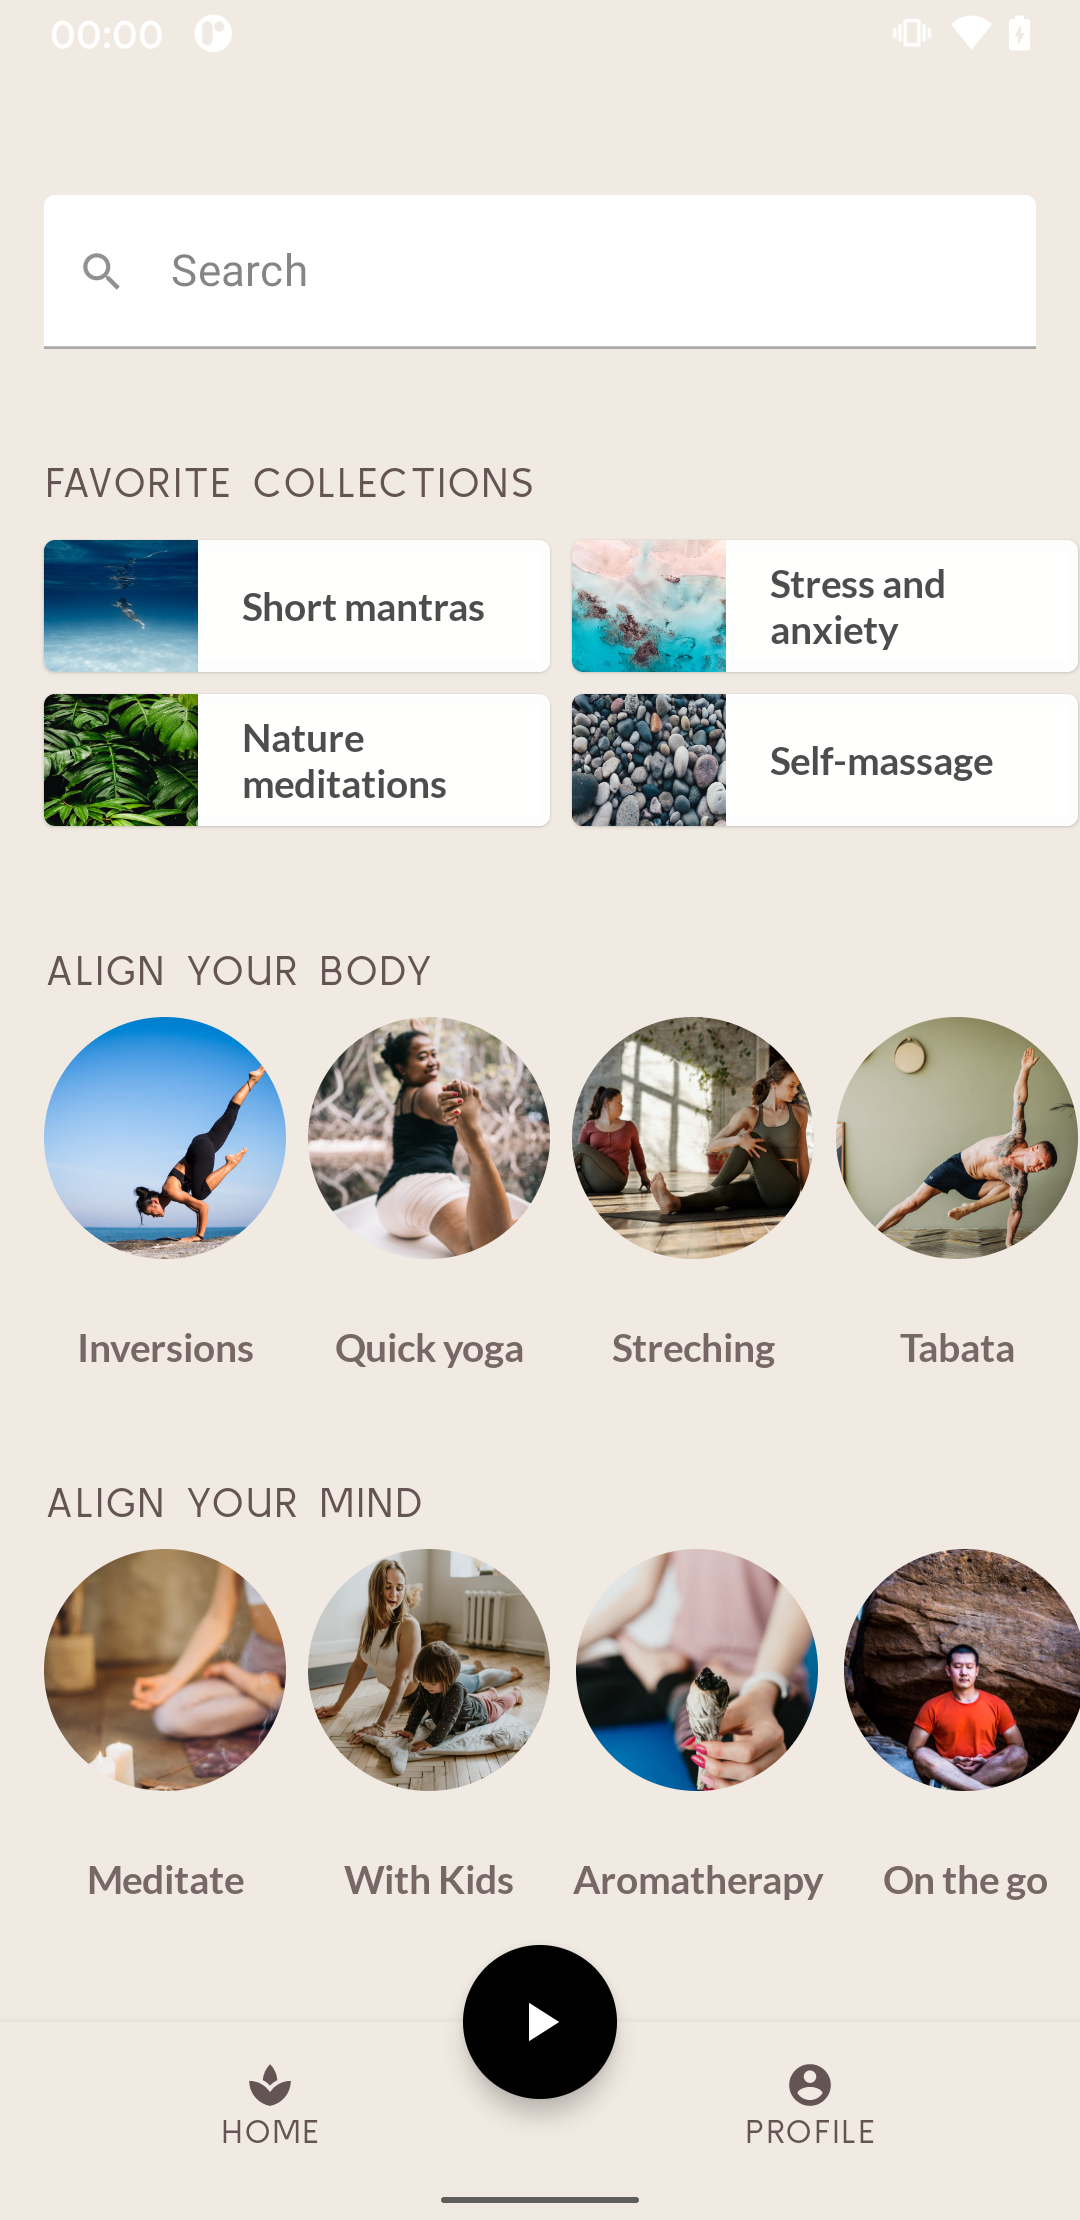 00:00
Search
FAVORITE COLLECTIONS
Short mantras
Stress and
anxiety
Nature
meditations
Self-massage
ALIGN YOUR BODY
Inversions
Quick yoga
Streching
Tabata
ALIGN YOUR MIND
Meditate
With Kids
Aromatherapy
On the go
HOME
PROFILE